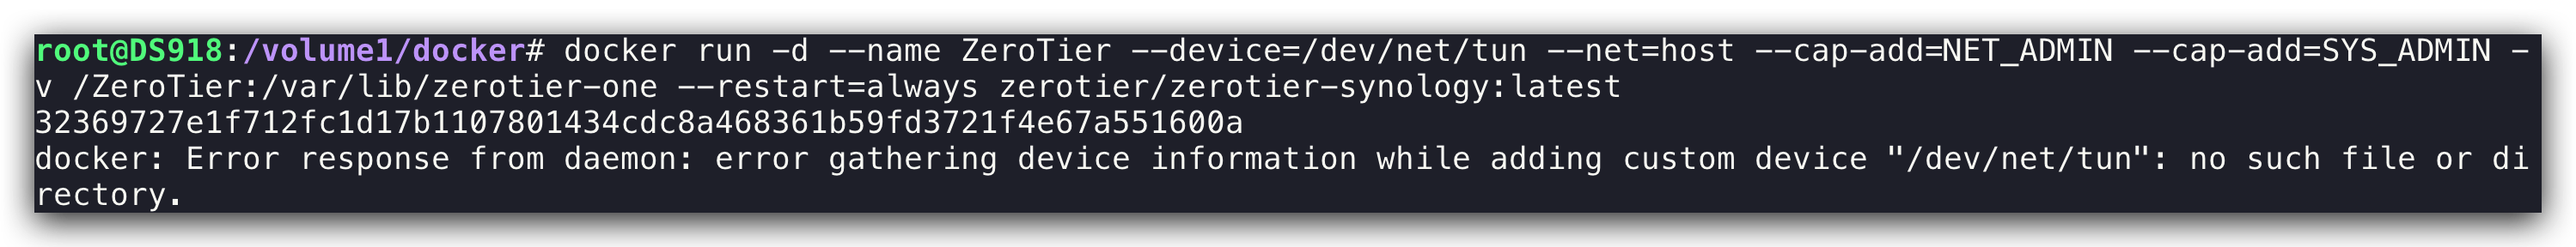 root@DS918:/volume1/docker# docker run -d --name ZeroTier --device=/dev/net/tun --net=host --cap-add=NET_ADMIN --cap-add=SYS_ADMIN -
v /ZeroTier:/var/lib/zerotier-one --restart=always zerotier/zerotier-synology:latest
32369727e1f712fc1d17b1107801434cdc8a468361b59fd3721f4e67a551600a
docker: Error response from daemon: error gathering device information while adding custom device "/dev/net/tun": no such file or di
rectory.